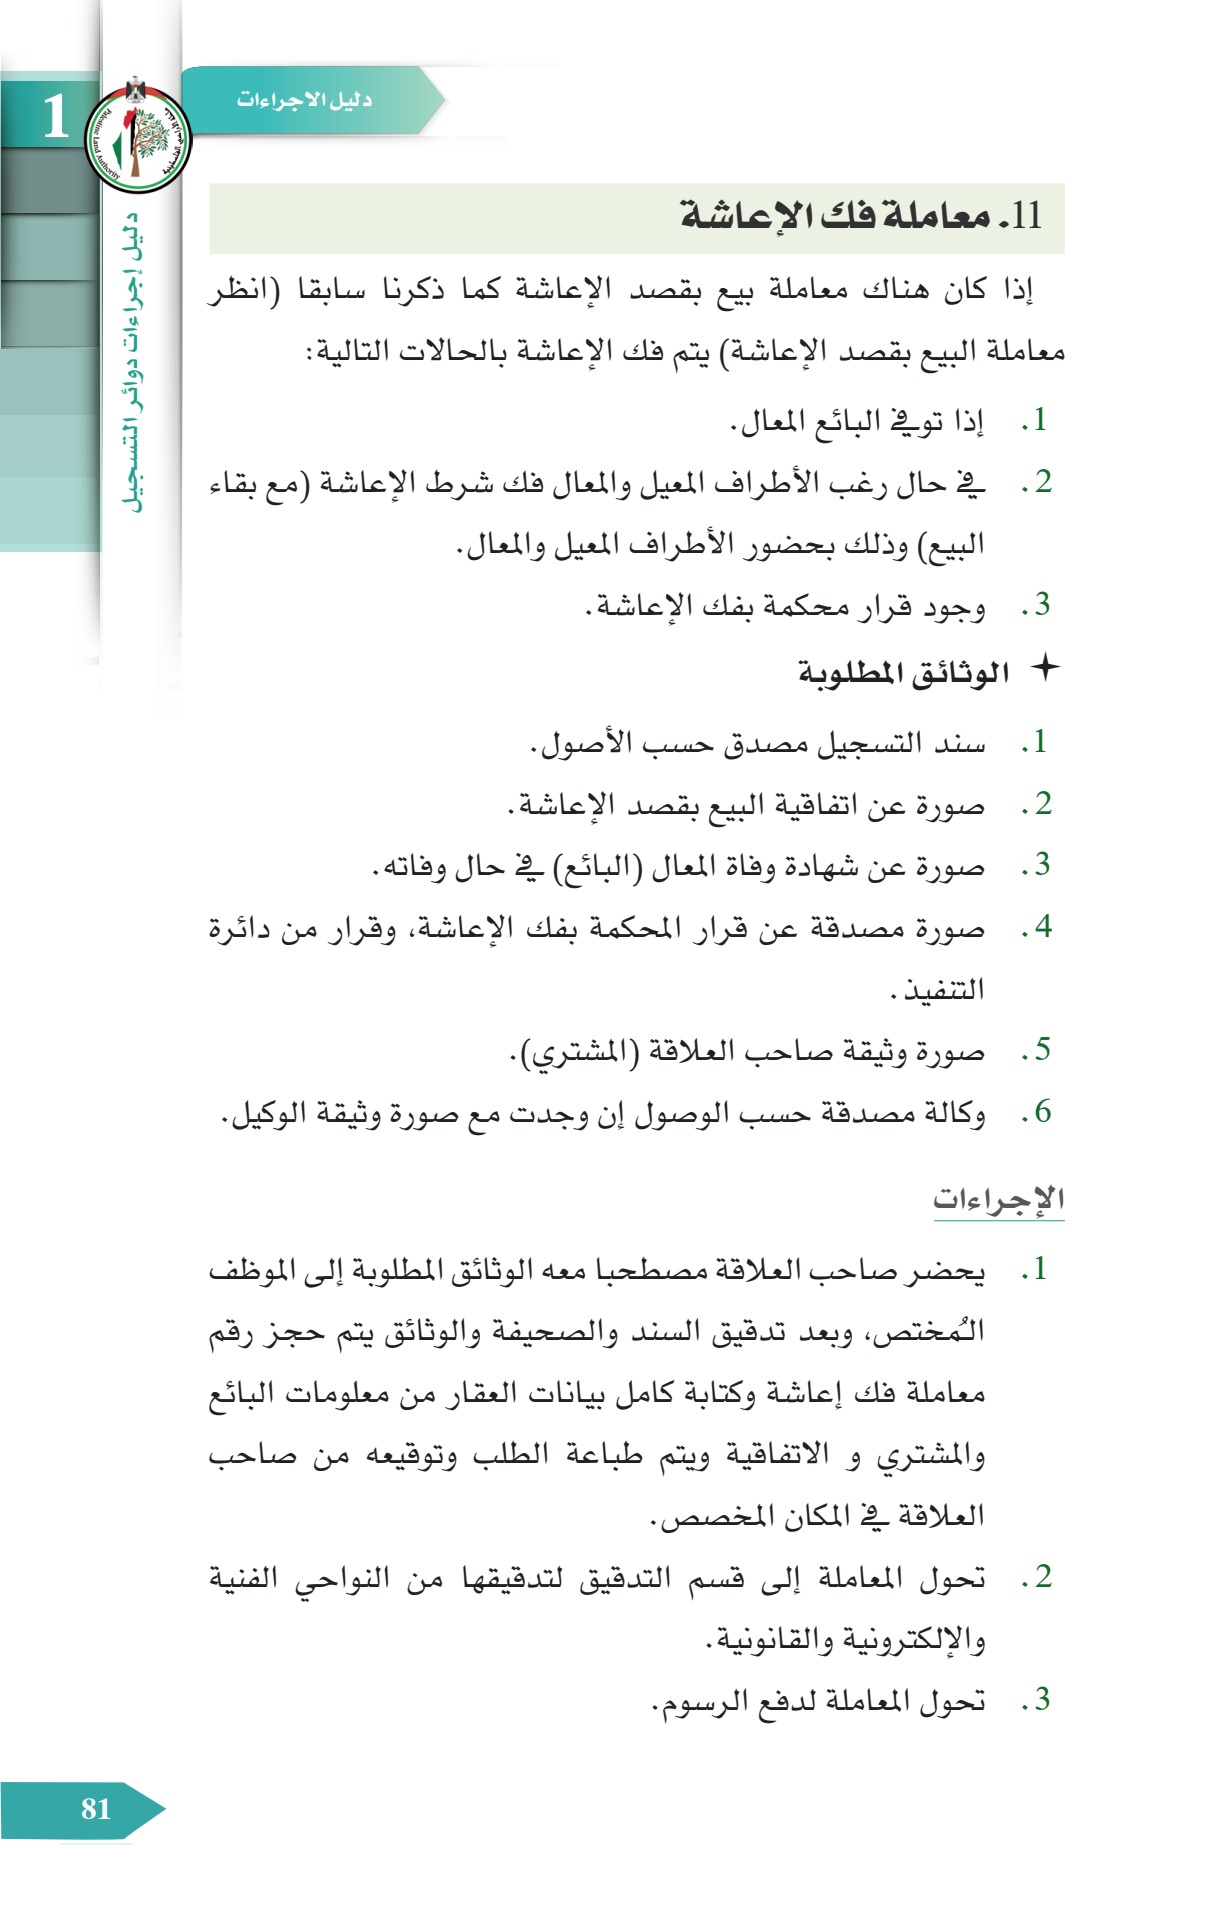 دليل الاجراءات
1
Palestine Land Authority
دليل إجراءات دوائر التسجيل
11. معاملة فك الإعاشة
إذا كان هناك معاملة بيع بقصد الإعاشة كما ذكرنا سابقا (انظر
معاملة البيع بقصد الإعاشة) يتم فك الإعاشة بالحالات التالية:
1. إذا توفي البائع المعال.
2. في حال رغب الأطراف المعيل والمعال فك شرط الإعاشة (مع بقاء
البيع) وذلك بحضور الأطراف المعيل والمعال.
3. وجود قرار محكمة بفك الإعاشة.
الوثائق المطلوبة
1. سند التسجيل مصدق حسب الأصول.
2. صورة عن اتفاقية البيع بقصد الإعاشة.
3. صورة عن شهادة وفاة المعال (البائع) في حال وفاته.
4. صورة مصدقة عن قرار المحكمة بفك الإعاشة، وقرار من دائرة
التنفيذ.
5. صورة وثيقة صاحب العلاقة (المشتري).
6. وكالة مصدقة حسب الوصول إن وجدت مع صورة وثيقة الوكيل.
الإجراءات
1. يحضر صاحب العلاقة مصطحبا معه الوثائق المطلوبة إلى الموظف
المُختص، وبعد تدقيق السند والصحيفة والوثائق يتم حجز رقم
معاملة فك إعاشة وكتابة كامل بيانات العقار من معلومات البائع
والمشتري و الاتفاقية ويتم طباعة الطلب وتوقيعه من صاحب
العلاقة في المكان المخصص.
2. تحول المعاملة إلى قسم التدقيق لتدقيقها من النواحي الفنية
والإلكترونية والقانونية.
3. تحول المعاملة لدفع الرسوم.
81